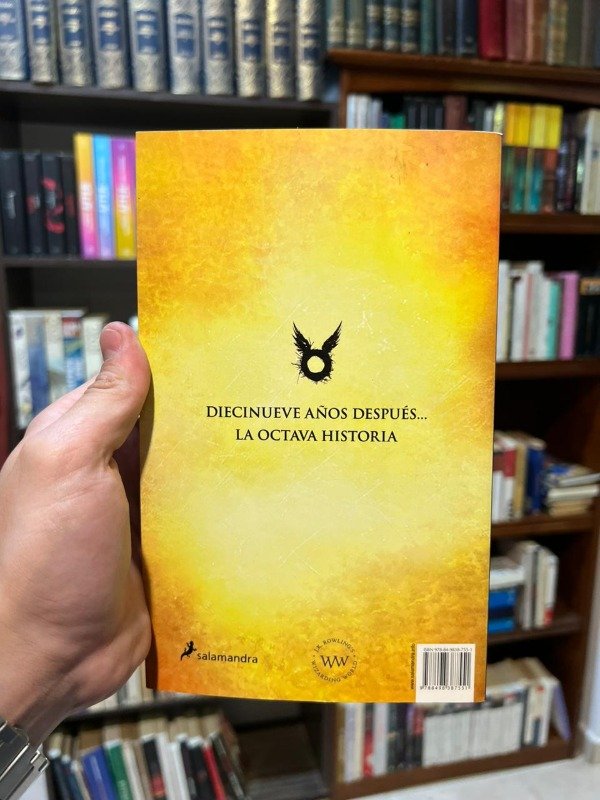 DIECINUEVE AÑOS DESPUÉS...
LA OCTAVA HISTORIA
salamandra
J.K. ROWLING'S
WW
WIZARDING WORLD